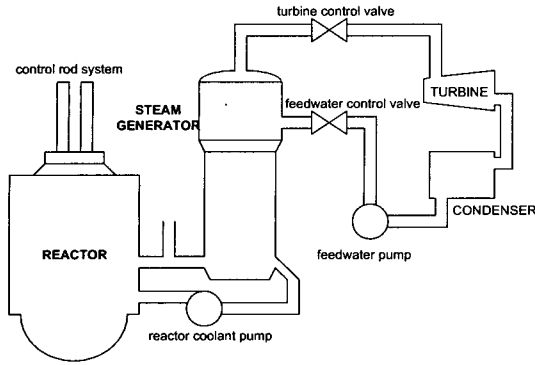 turbine control valve
control rod system
TURBINE
STEAM
GENERATOR
feedwater control valve
CONDENSER
REACTOR
feedwater pump
reactor coolant pump